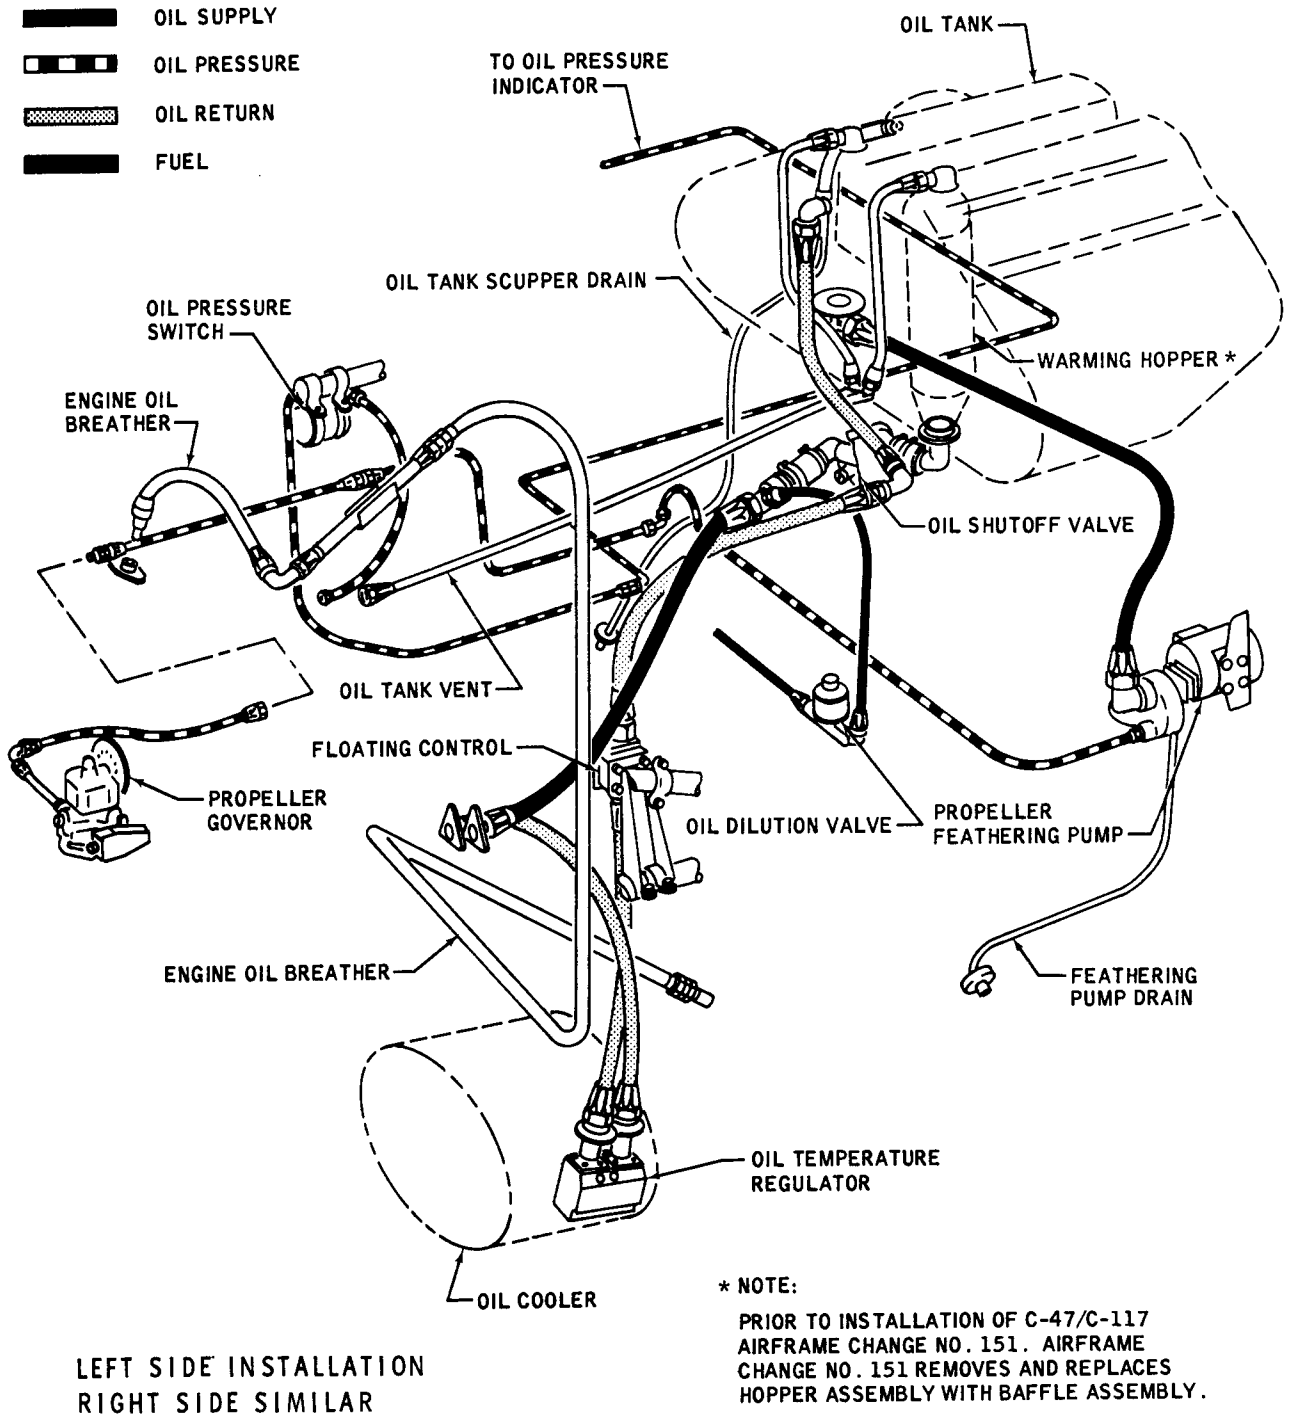 OIL SUPPLY
OIL PRESSURE
OIL RETURN
FUEL
OIL TANK
TO OIL PRESSURE
INDICATOR
OIL TANK SCUPPER DRAIN
OIL PRESSURE
SWITCH
WARMING HOPPER *
ENGINE OIL
BREATHER
OIL SHUTOFF VALVE
OIL TANK VENT
FLOATING CONTROL
PROPELLER
GOVERNOR
OIL DILUTION VALVE
PROPELLER
FEATHERING PUMP
ENGINE OIL BREATHER
FEATHERING
PUMP DRAIN
OIL TEMPERATURE
REGULATOR
OIL COOLER
* NOTE:
PRIOR TO INSTALLATION OF C-47/C-117
AIRFRAME CHANGE NO. 151. AIRFRAME
CHANGE NO. 151 REMOVES AND REPLACES
HOPPER ASSEMBLY WITH BAFFLE ASSEMBLY.
LEFT SIDE INSTALLATION
RIGHT SIDE SIMILAR